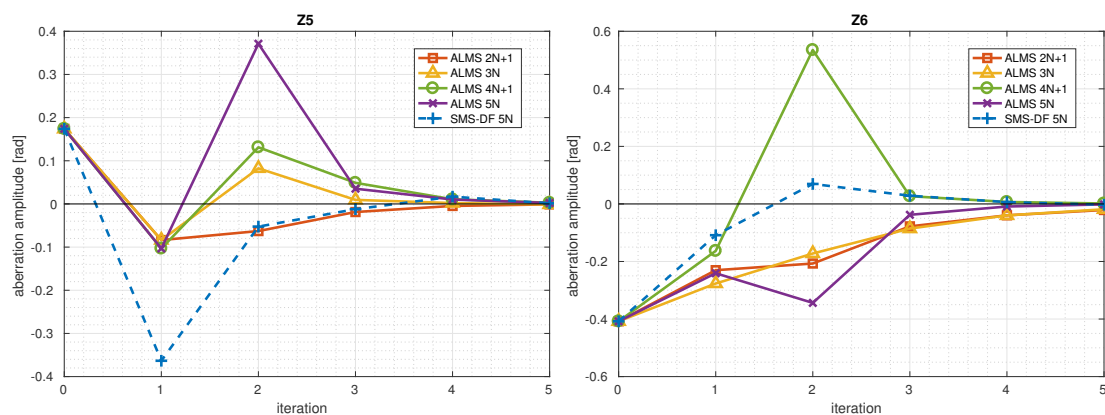 Z5
aberration amplitude [rad]
0.4
0.3
0.2
0.1
0
-0.1
-0.2
-0.3
-0.4
0 1 2 3 4 5
iteration
ALMS 2N+1
ALMS 3N
ALMS 4N+1
ALMS 5N
SMS-DF 5N
Z6
aberration amplitude [rad]
0.6
0.4
0.2
0
-0.2
-0.4
-0.6
0 1 2 3 4 5
iteration
ALMS 2N+1
ALMS 3N
ALMS 4N+1
ALMS 5N
SMS-DF 5N